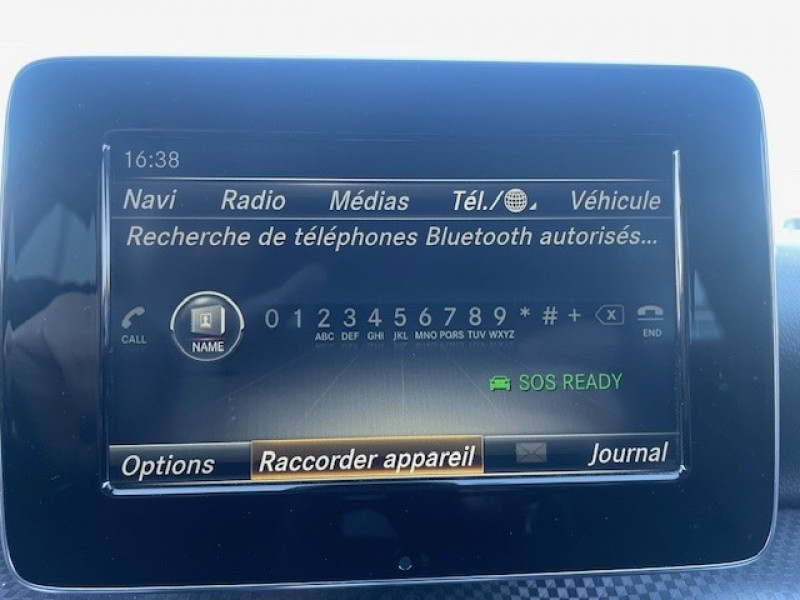 16:38
Navi Radio Médias Tél./ Véhicule
Recherche de téléphones Bluetooth autorisés...
0 1 2 3 4 5 6 7 8 9 * # +
CALL NAME ABC DEF GHI JKL MNO PQRS TUV WXYZ END
SOS READY
Options Raccorder appareil Journal